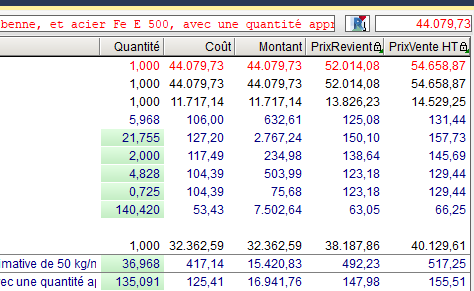 benne, et acier Fe E 500, avec une quantité appr 44.079,73
Quantité Coût Montant PrixRevient PrixVente HT
1,000 44.079,73 44.079,73 52.014,08 54.658,87
1,000 44.079,73 44.079,73 52.014,08 54.658,87
1,000 11.717,14 11.717,14 13.826,23 14.529,25
5,968 106,00 632,61 125,08 131,44
21,755 127,20 2.767,24 150,10 157,73
2,000 117,49 234,98 138,64 145,69
4,828 104,39 503,99 123,18 129,44
0,725 104,39 75,68 123,18 129,44
140,420 53,43 7.502,64 63,05 66,25
1,000 32.362,59 32.362,59 38.187,86 40.129,61
imative de 50 kg/m 36,968 417,14 15.420,83 492,23 517,25
vec une quantité ap 135,091 125,41 16.941,76 147,98 155,51